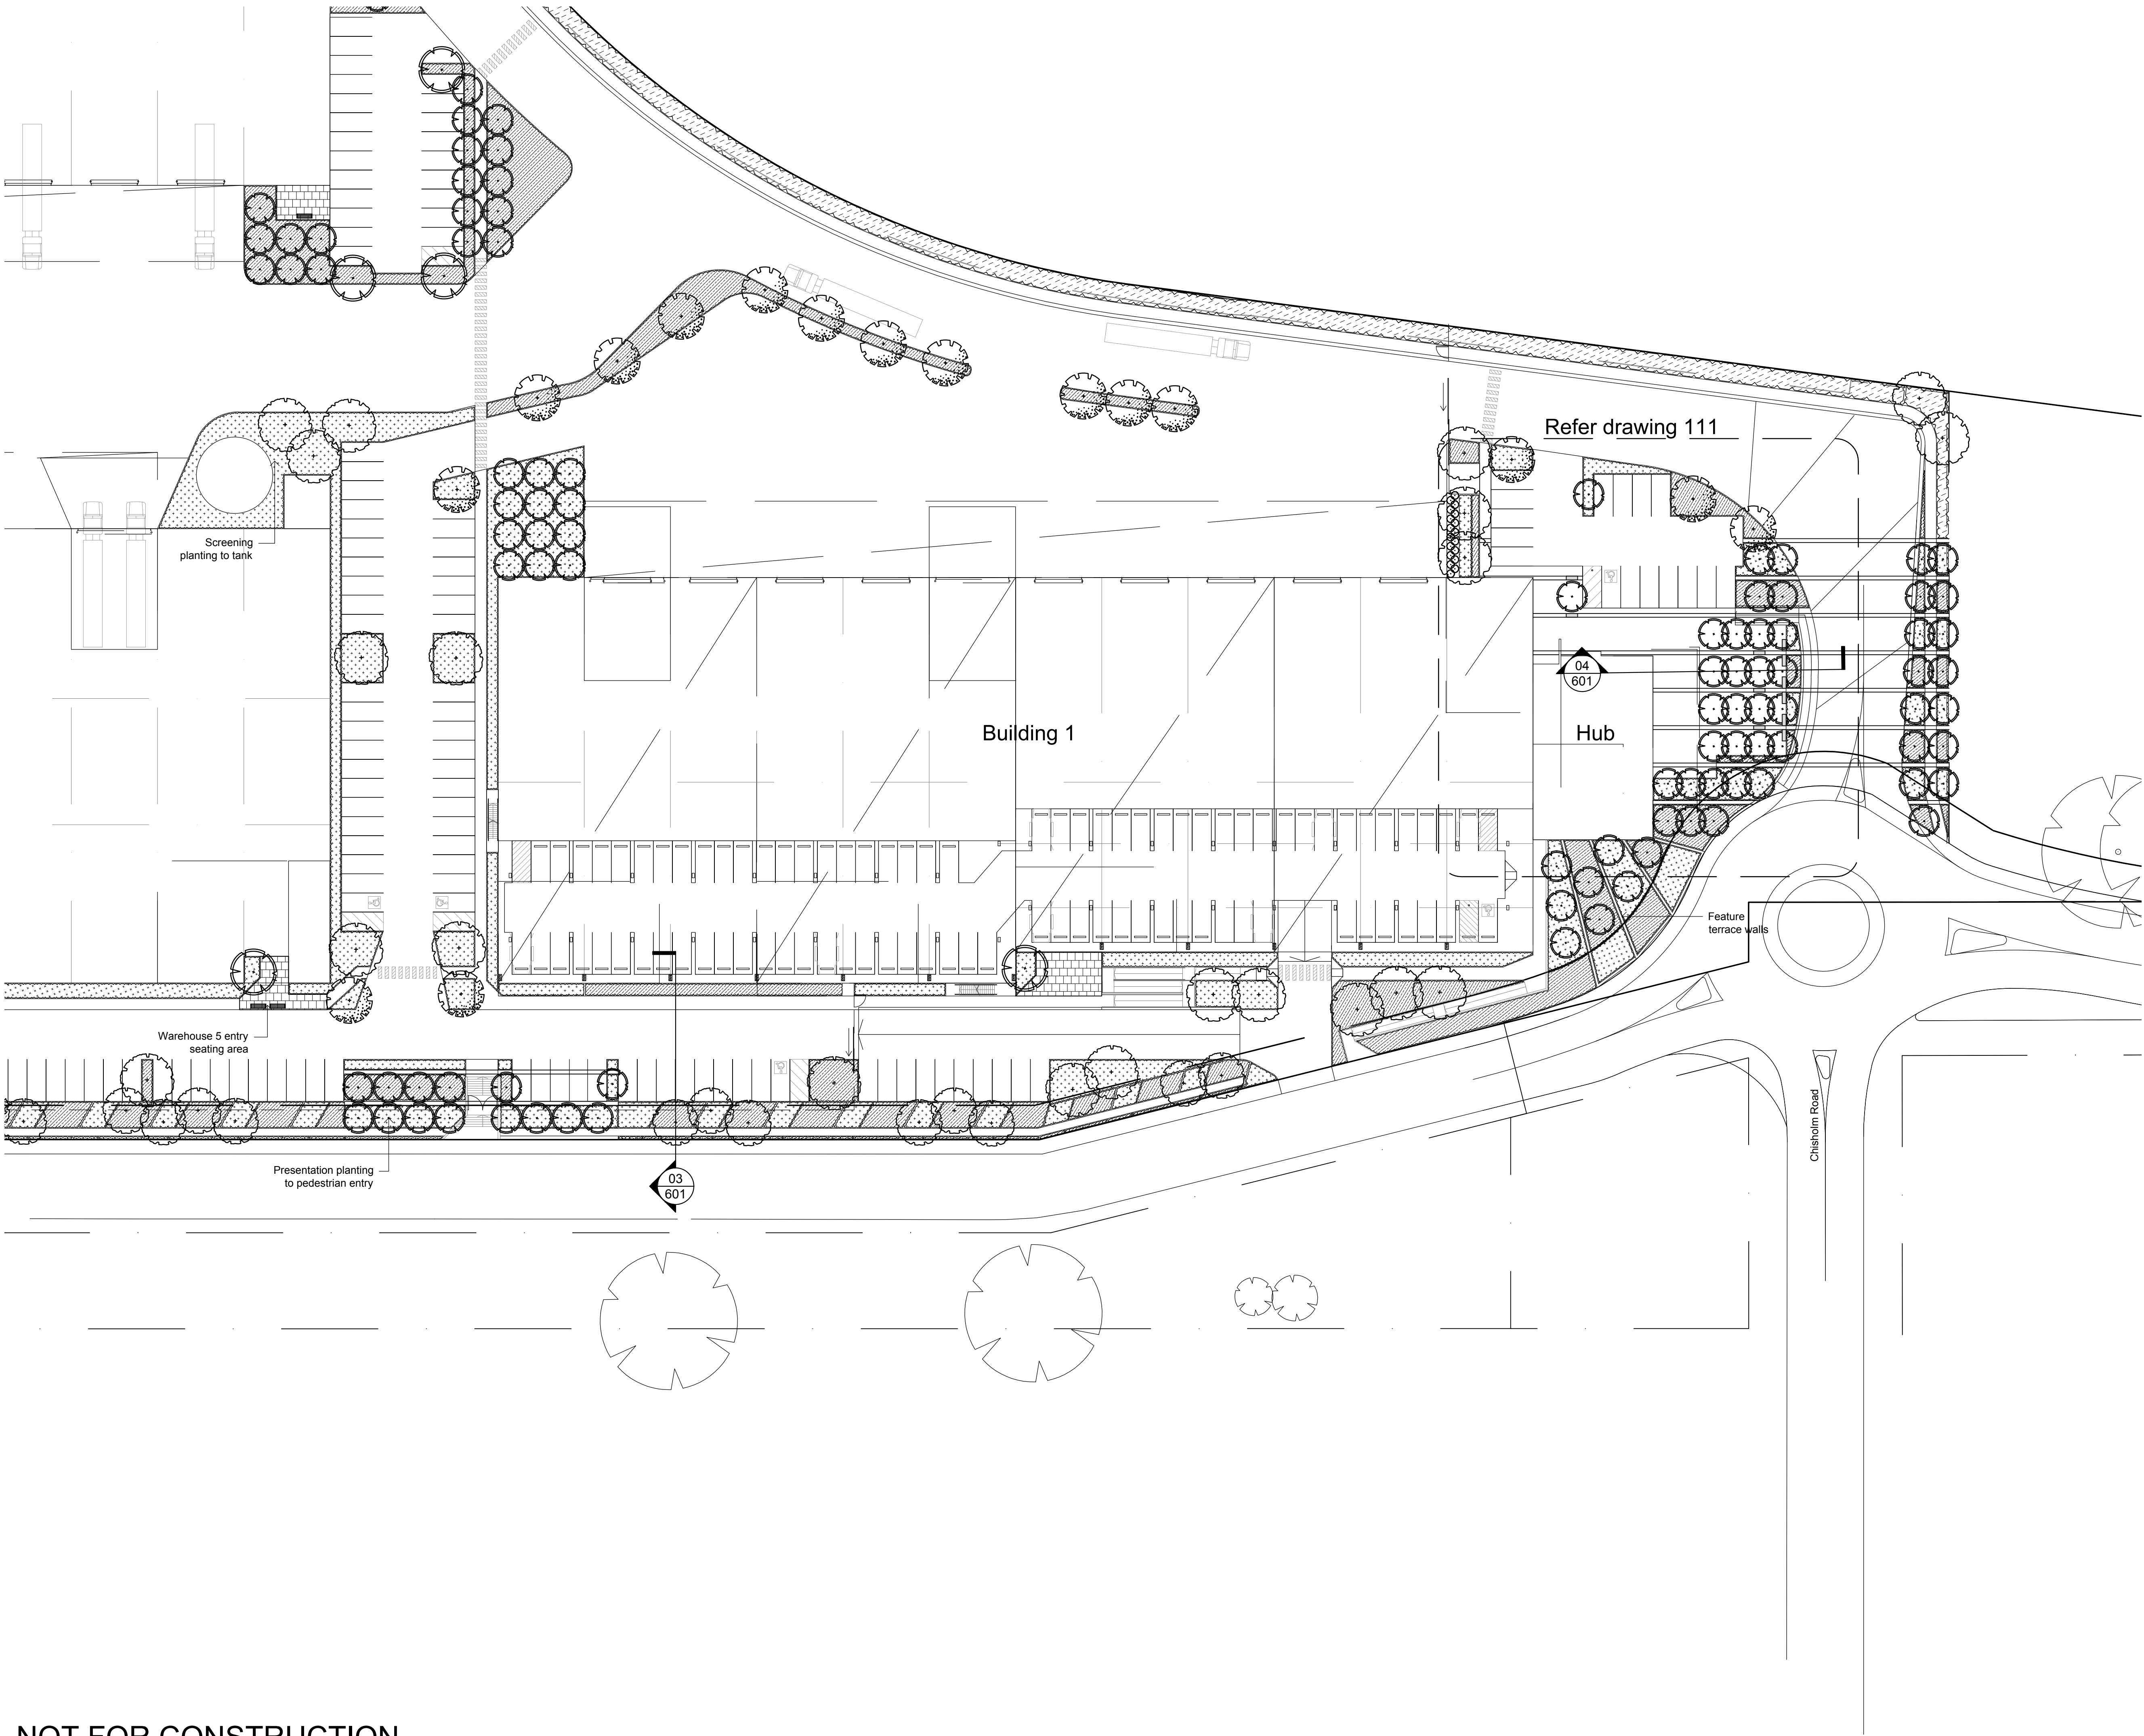 Refer drawing 111
Screening
planting to tank
04
601
Building 1
Hub
Feature
terrace walls
Warehouse 5 entry
seating area
Chisholm Road
Presentation planting
to pedestrian entry
03
601
NOT FOR CONSTRUCTION